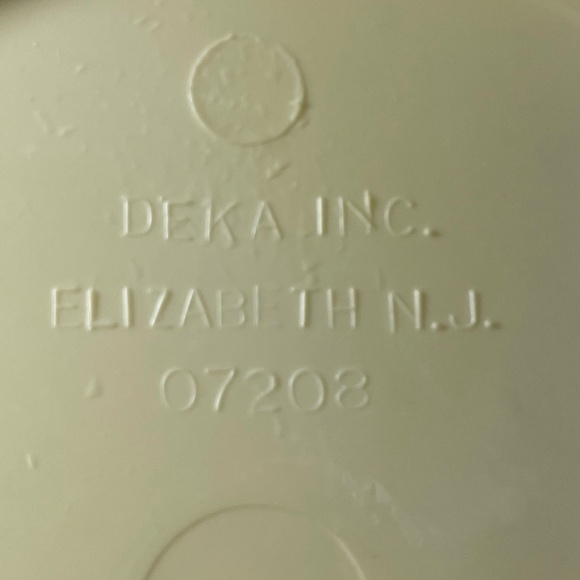 DEKA INC.
ELIZABETH N.J.
07208